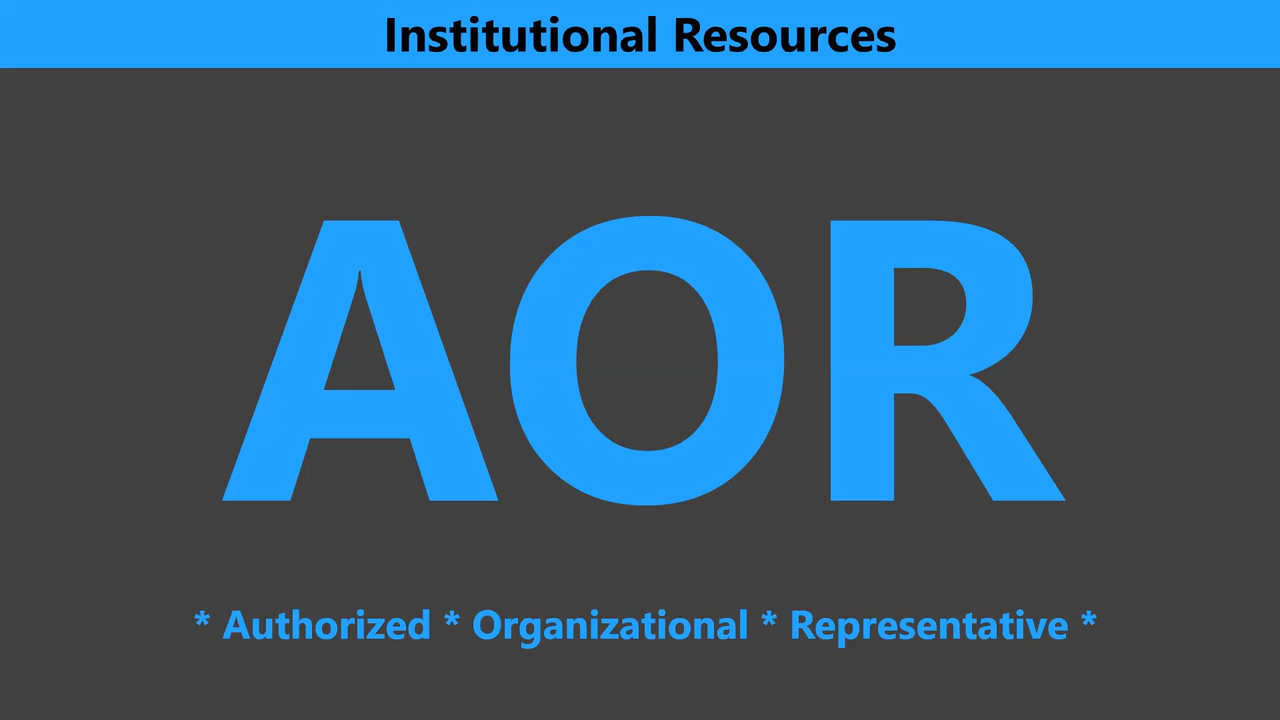 Institutional Resources
AOR
* Authorized * Organizational * Representative *